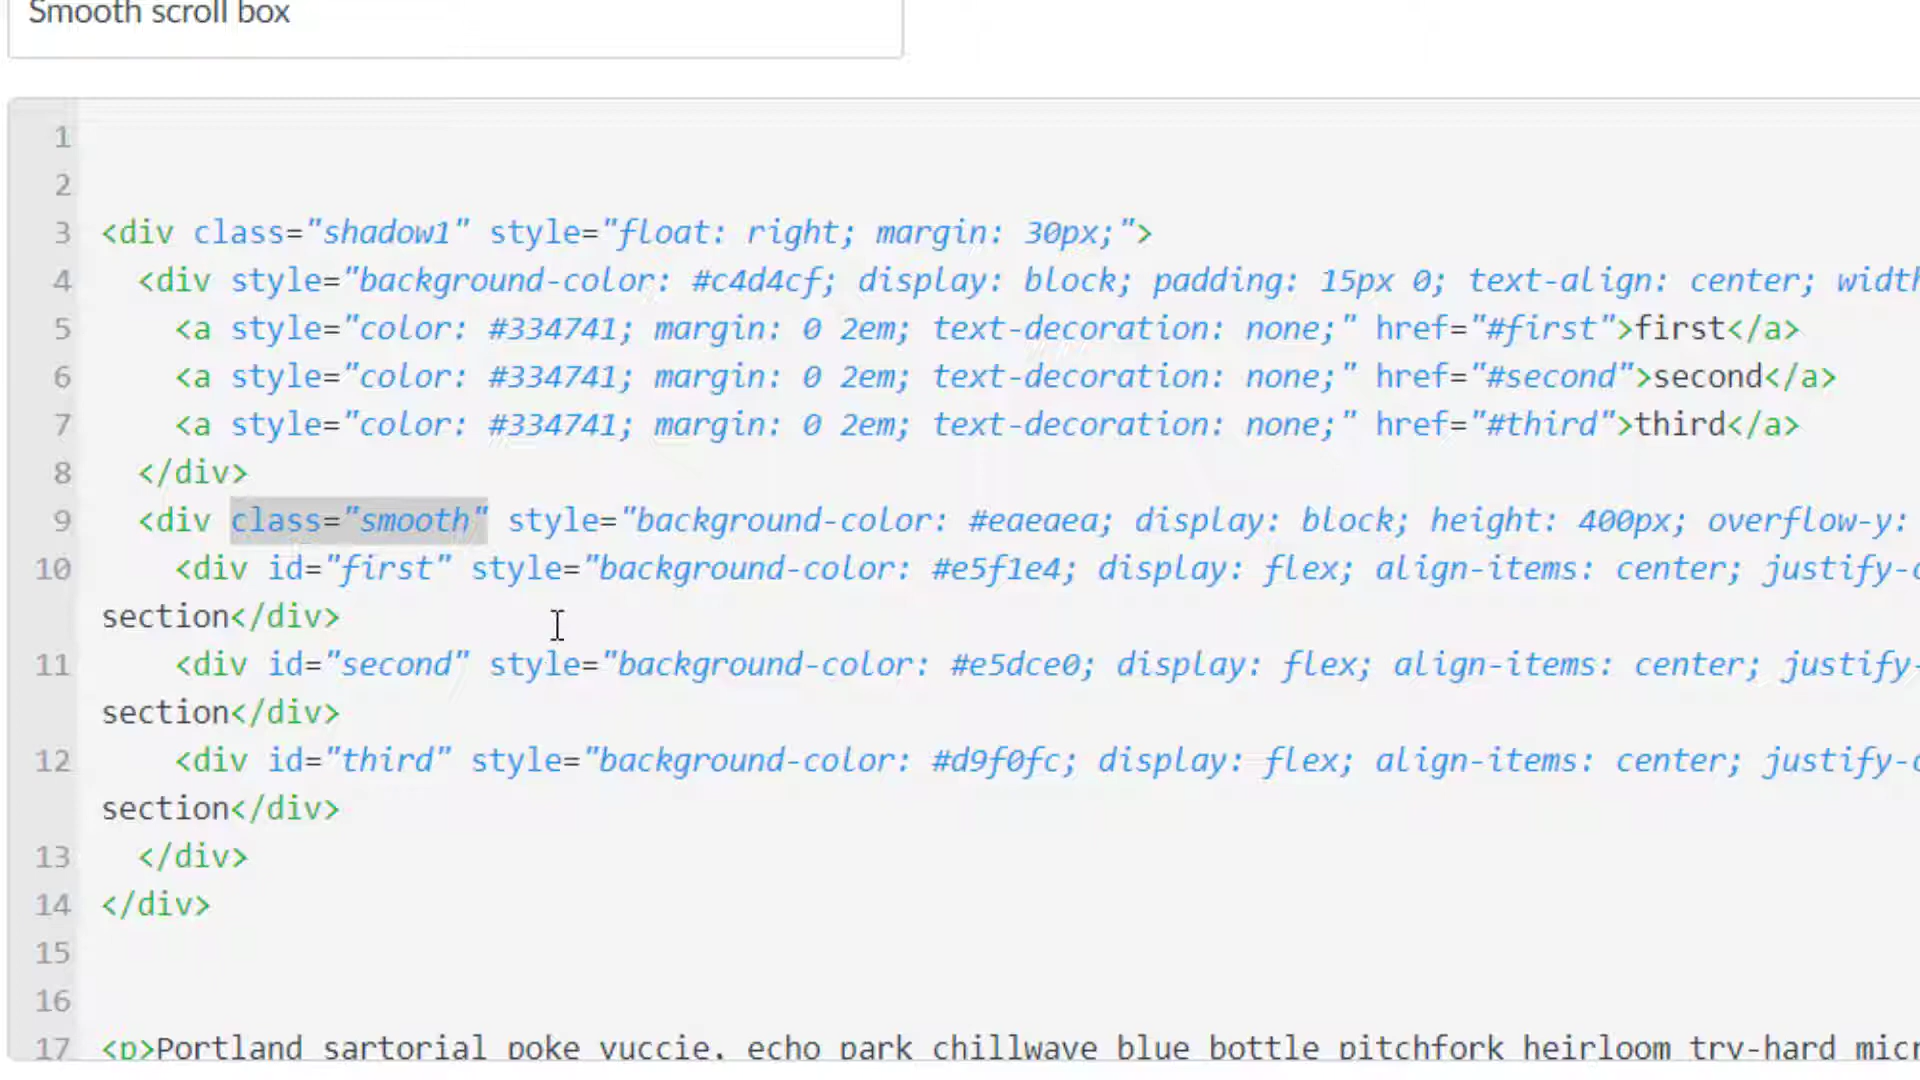 Smooth scroll box
1
2
3 <div class="shadow1" style="float: right; margin: 30px;">
4 <div style="background-color: #c4d4cf; display: block; padding: 15px 0; text-align: center; width
5 <a style="color: #334741; margin: 0 2em; text-decoration: none;" href="#first">first</a>
6 <a style="color: #334741; margin: 0 2em; text-decoration: none;" href="#second">second</a>
7 <a style="color: #334741; margin: 0 2em; text-decoration: none;" href="#third">third</a>
8 </div>
9 <div class="smooth" style="background-color: #eaeaea; display: block; height: 400px; overflow-y:
10 <div id="first" style="background-color: #e5f1e4; display: flex; align-items: center; justify-c
section</div>
11 <div id="second" style="background-color: #e5dce0; display: flex; align-items: center; justify-
section</div>
12 <div id="third" style="background-color: #d9f0fc; display: flex; align-items: center; justify-c
section</div>
13 </div>
14 </div>
15
16
17 <p>Portland sartorial poke yuccie, echo park chillwave blue bottle pitchfork heirloom try-hard micr